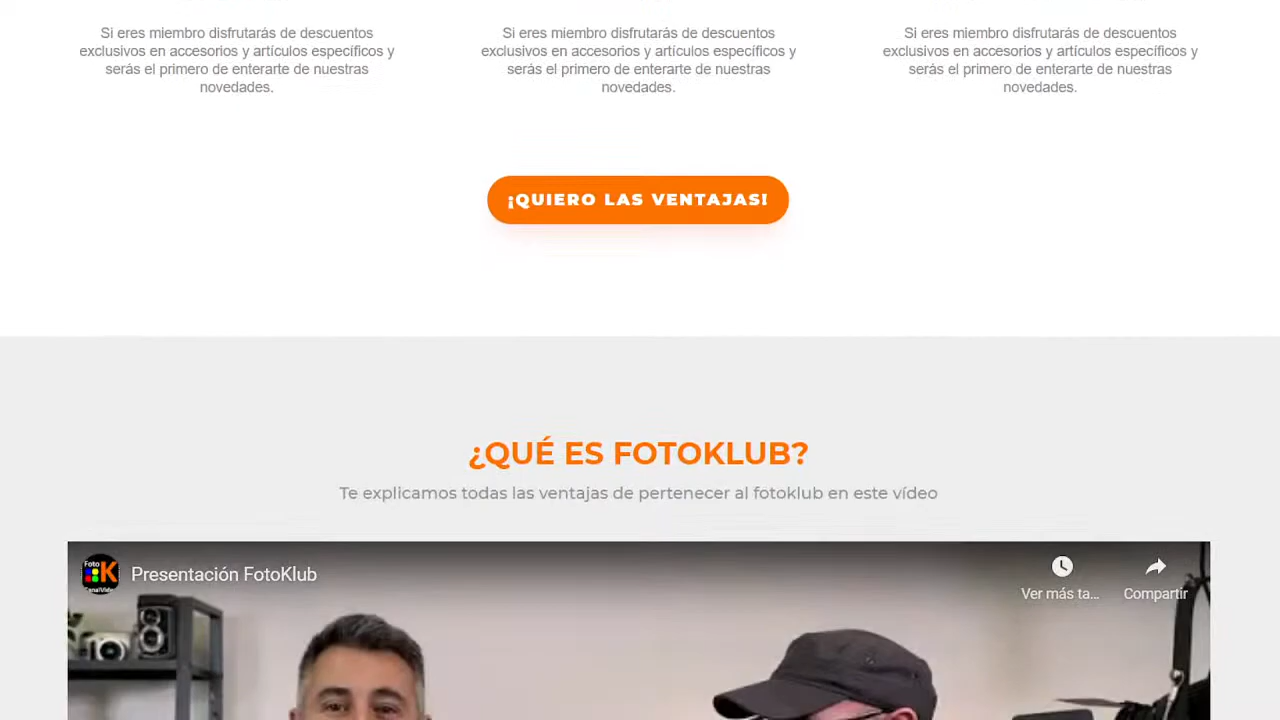 Si eres miembro disfrutarás de descuentos
exclusivos en accesorios y artículos específicos y
serás el primero de enterarte de nuestras
novedades.
Si eres miembro disfrutarás de descuentos
exclusivos en accesorios y artículos específicos y
serás el primero de enterarte de nuestras
novedades.
Si eres miembro disfrutarás de descuentos
exclusivos en accesorios y artículos específicos y
serás el primero de enterarte de nuestras
novedades.
¡QUIERO LAS VENTAJAS!
¿QUÉ ES FOTOKLUB?
Te explicamos todas las ventajas de pertenecer al fotoklub en este vídeo
Foto K
Presentación FotoKlub
Ver más ta...
Compartir